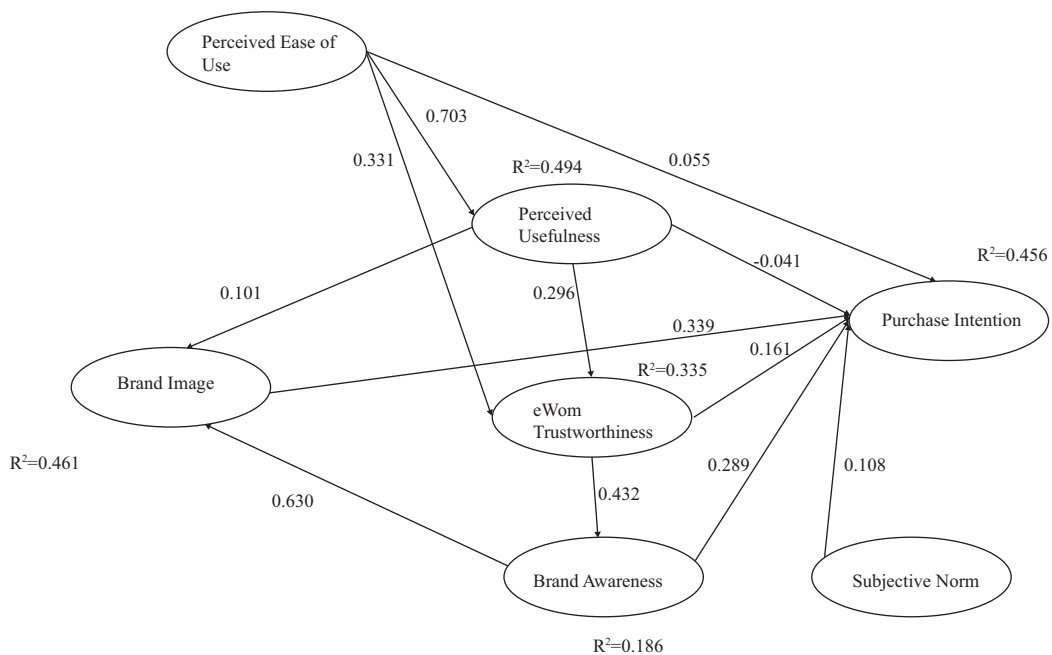 Perceived Ease of
Use
0.703
0.331
0.055
R²=0.494
Perceived
Usefulness
-0.041
R²=0.456
0.101
0.296
Purchase Intention
0.339
0.161
R²=0.335
Brand Image
eWom
Trustworthiness
R²=0.461
0.289
0.108
0.630
0.432
Brand Awareness
Subjective Norm
R²=0.186